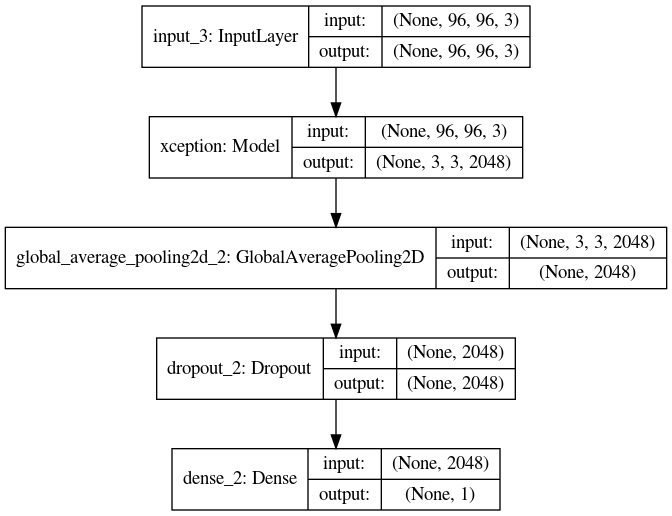 input_3: InputLayer
input: (None, 96, 96, 3)
output: (None, 96, 96, 3)
xception: Model
input: (None, 96, 96, 3)
output: (None, 3, 3, 2048)
global_average_pooling2d_2: GlobalAveragePooling2D
input: (None, 3, 3, 2048)
output: (None, 2048)
dropout_2: Dropout
input: (None, 2048)
output: (None, 2048)
dense_2: Dense
input: (None, 2048)
output: (None, 1)